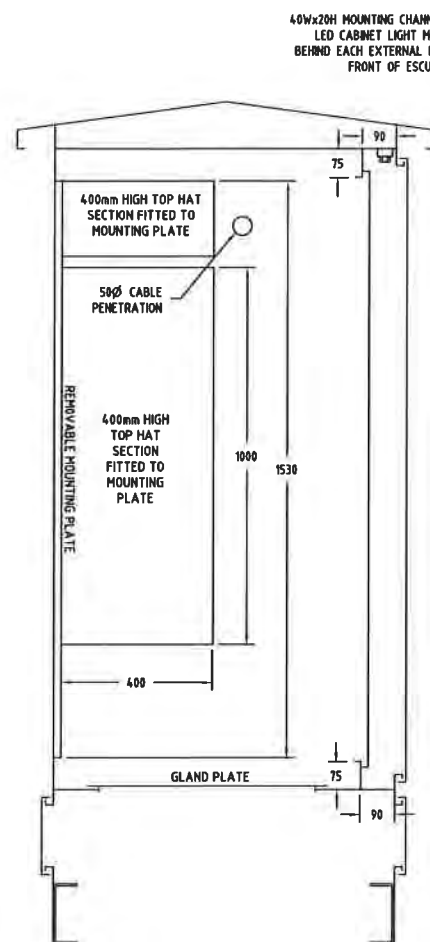 40Wx20H MOUNTING CHANN
LED CABINET LIGHT M
BEHIND EACH EXTERNAL
FRONT OF ESCU
90
75
400mm HIGH TOP HAT
SECTION FITTED TO
MOUNTING PLATE
50Ø CABLE
PENETRATION
REMOVABLE MOUNTING PLATE
400mm HIGH
TOP HAT
SECTION
FITTED TO
MOUNTING
PLATE
1000
1530
400
GLAND PLATE
75
90